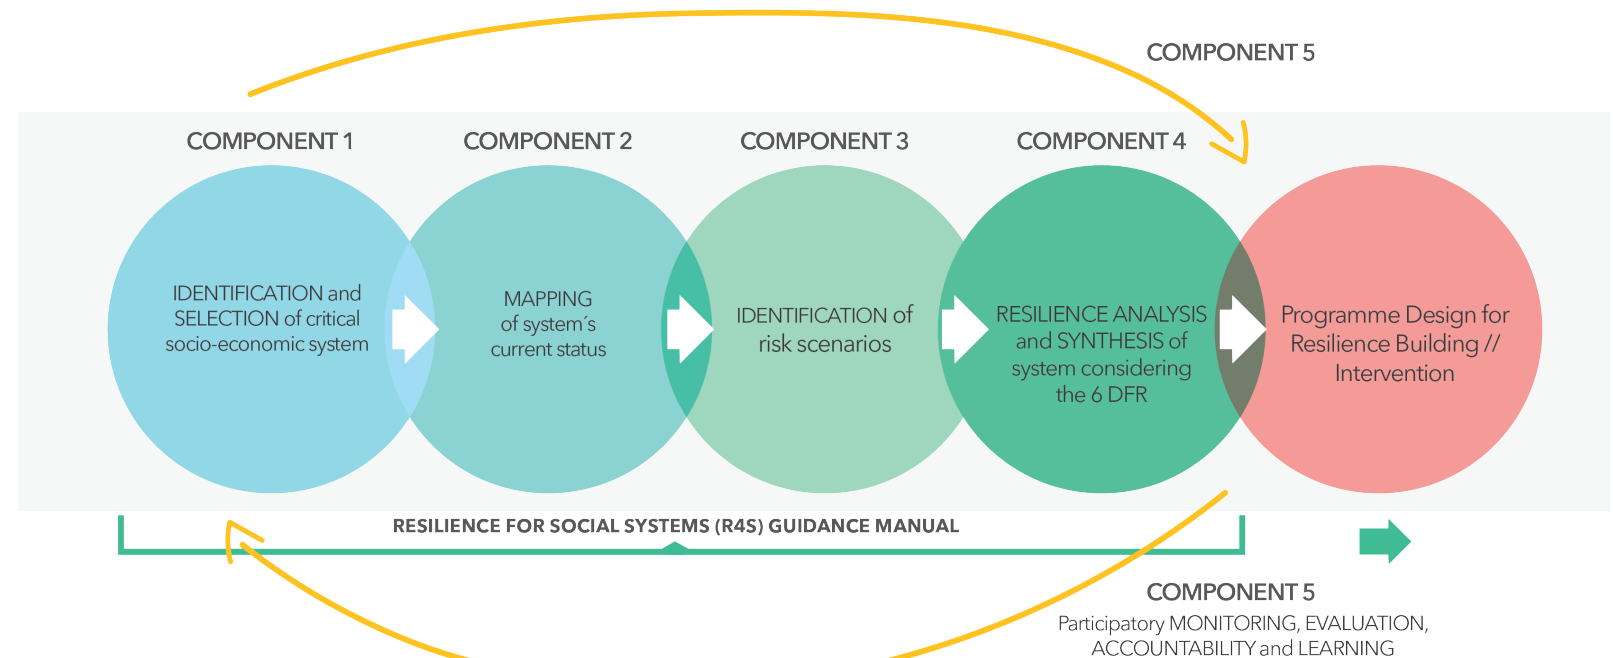 COMPONENT 5
COMPONENT 1
COMPONENT 2
COMPONENT 3
COMPONENT 4
IDENTIFICATION and
SELECTION of critical
socio-economic system
MAPPING
of system´s
current status
IDENTIFICATION of
risk scenarios
RESILIENCE ANALYSIS
and SYNTHESIS of
system considering
the 6 DFR
Programme Design for
Resilience Building //
Intervention
RESILIENCE FOR SOCIAL SYSTEMS (R4S) GUIDANCE MANUAL
COMPONENT 5
Participatory MONITORING, EVALUATION,
ACCOUNTABILITY and LEARNING